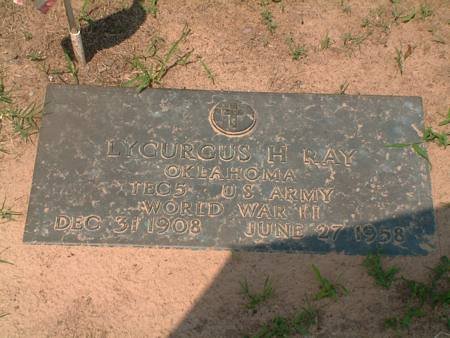 LYCURGUS H RAY
OKLAHOMA
TEC5 US ARMY
WORLD WAR II
DEC 31 1908 JUNE 27 1958